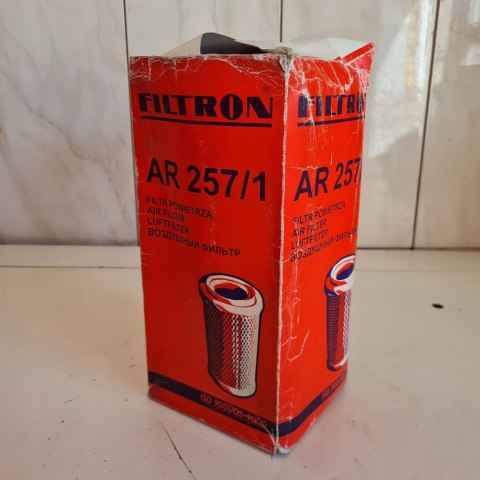 FILTRON®
AR 257/1
FILTR POWIETRZA
AIR FILTER
LUFTFILTER
ВОЗДУШНЫЙ ФИЛЬТР
FILTRON
AR 257
FILTR POWIETRZA
AIR FILTER
LUFTFILTER
ВОЗДУШНЫЙ ФИЛЬТР